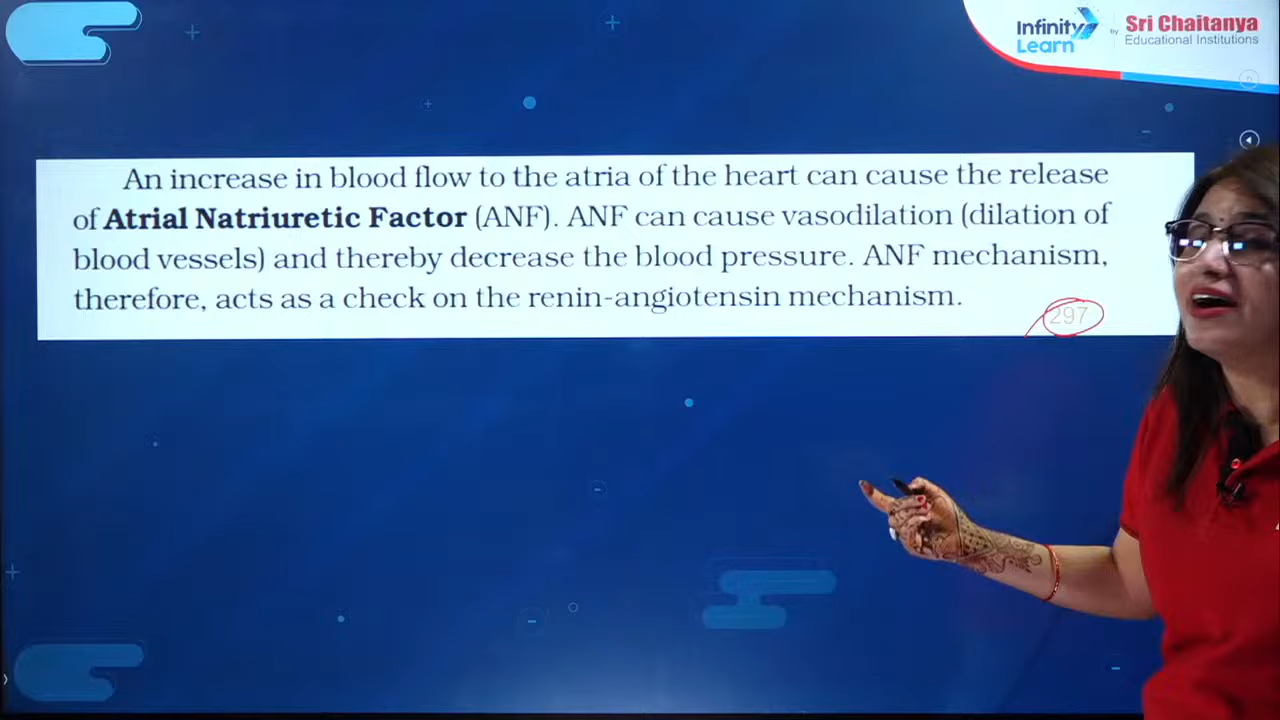 Infinity
Learn
by
Sri Chaitanya
Educational Institutions
An increase in blood flow to the atria of the heart can cause the release
of Atrial Natriuretic Factor (ANF). ANF can cause vasodilation (dilation of
blood vessels) and thereby decrease the blood pressure. ANF mechanism,
therefore, acts as a check on the renin-angiotensin mechanism.
297